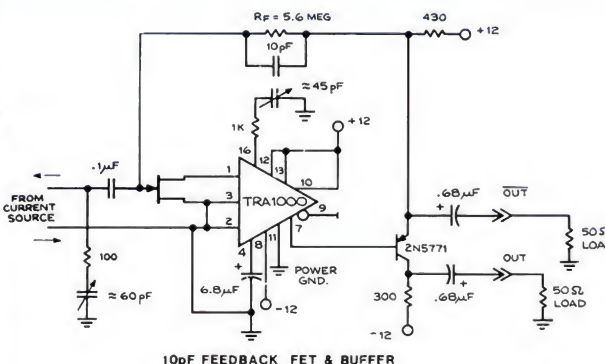 RF = 5.6 MEG
430
+12
10pF
≈45pF
1K
+12
16
12
13
.1µF
1
10
TRA1000
9
FROM
CURRENT
SOURCE
3
2
7
4
8
11
.68µF
+
OUT
2N5771
50Ω
LOAD
100
+
6.8µF
POWER
GND.
-12
≈60pF
300
.68µF
+
OUT
50Ω
LOAD
-12
10pF FEEDBACK FET & BUFFER